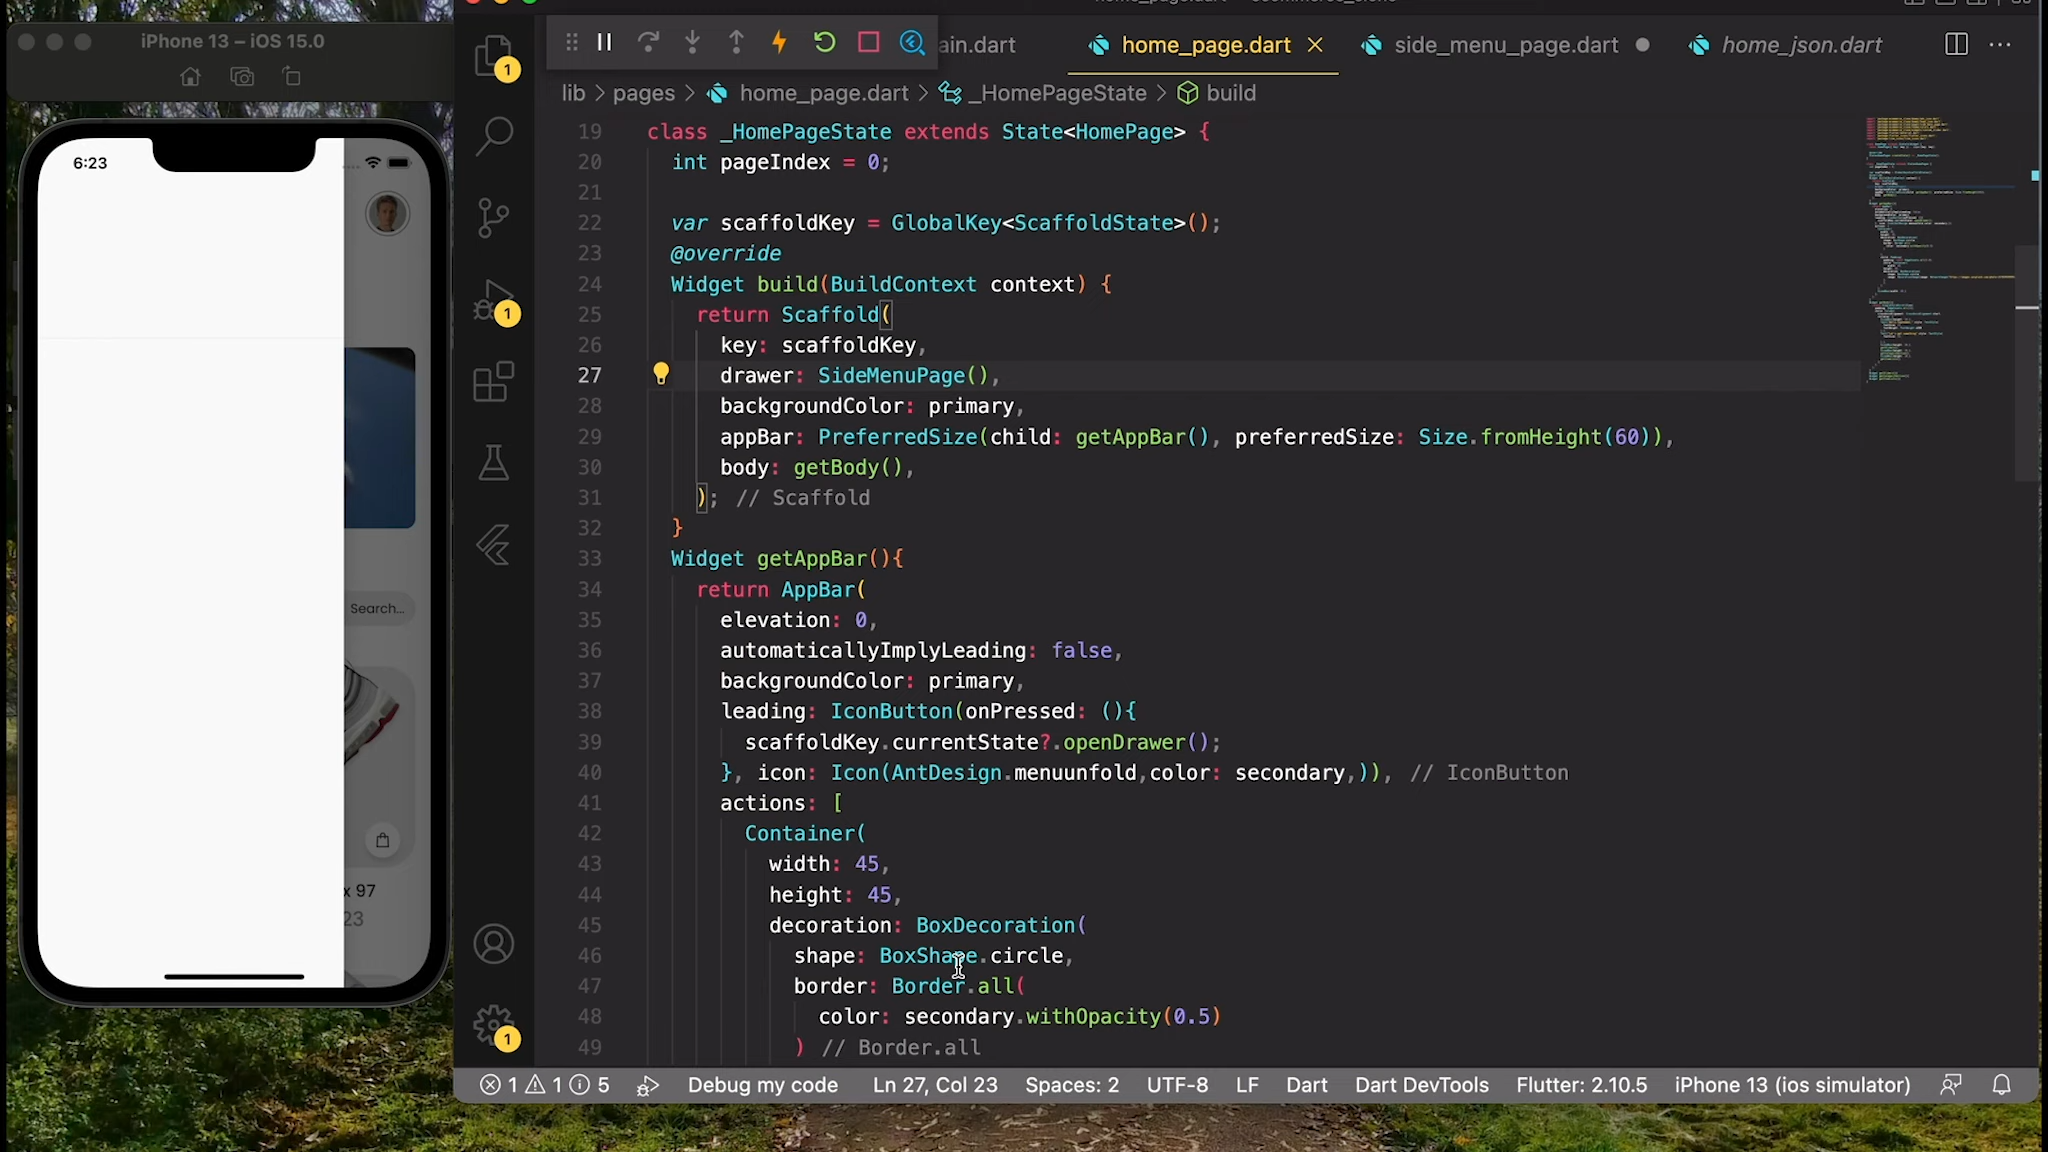 iPhone 13 – iOS 15.0
6:23
Search...
x 97
23
ain.dart
home_page.dart
side_menu_page.dart
home_json.dart
1
lib > pages > home_page.dart > _HomePageState > build
19 class _HomePageState extends State<HomePage> {
20 int pageIndex = 0;
21
22 var scaffoldKey = GlobalKey<ScaffoldState>();
23 @override
24 Widget build(BuildContext context) {
25 return Scaffold(
26 key: scaffoldKey,
27 drawer: SideMenuPage(),
28 backgroundColor: primary,
29 appBar: PreferredSize(child: getAppBar(), preferredSize: Size.fromHeight(60)),
30 body: getBody(),
31 ); // Scaffold
32 }
33 Widget getAppBar(){
34 return AppBar(
35 elevation: 0,
36 automaticallyImplyLeading: false,
37 backgroundColor: primary,
38 leading: IconButton(onPressed: (){
39 scaffoldKey.currentState?.openDrawer();
40 }, icon: Icon(AntDesign.menuunfold,color: secondary,)), // IconButton
41 actions: [
42 Container(
43 width: 45,
44 height: 45,
45 decoration: BoxDecoration(
46 shape: BoxShape.circle,
47 border: Border.all(
48 color: secondary.withOpacity(0.5)
49 ) // Border.all
1
1
1 1 5 Debug my code Ln 27, Col 23 Spaces: 2 UTF-8 LF Dart Dart DevTools Flutter: 2.10.5 iPhone 13 (ios simulator)